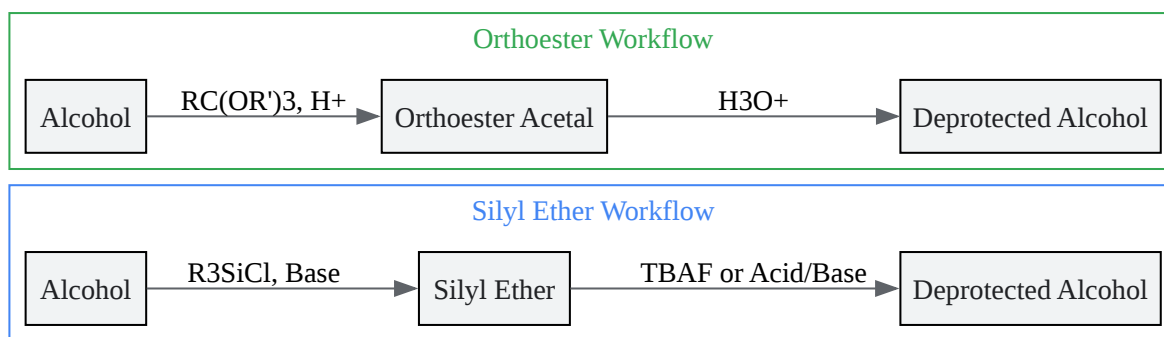 Orthoester Workflow
Alcohol
RC(OR')3, H+
Orthoester Acetal
H3O+
Deprotected Alcohol
Silyl Ether Workflow
Alcohol
R3SiCl, Base
Silyl Ether
TBAF or Acid/Base
Deprotected Alcohol